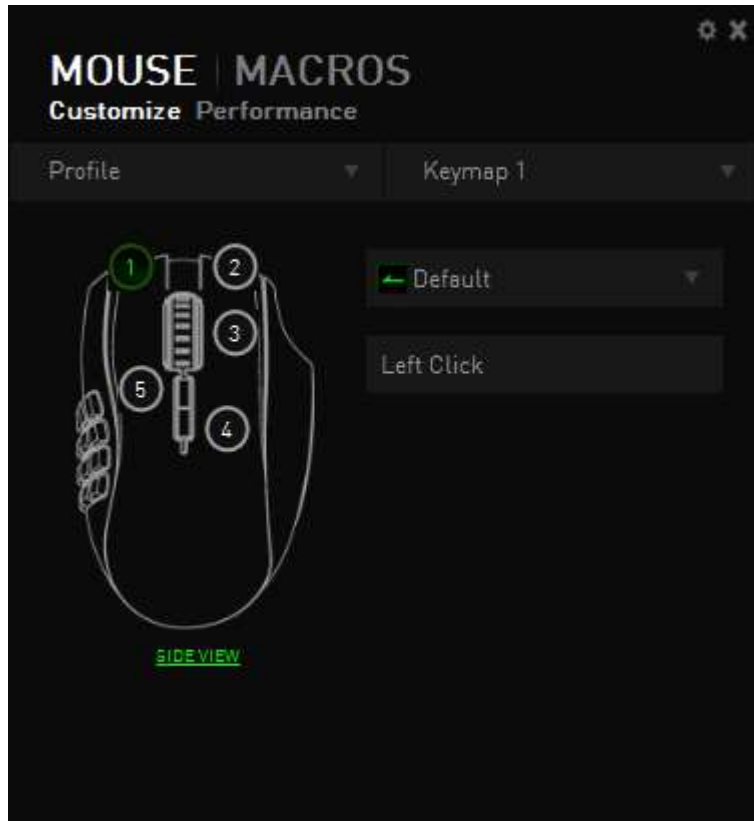 MOUSE | MACROS
Customize Performance
Profile
Keymap 1
1
2
Default
3
Left Click
5
4
SIDE VIEW